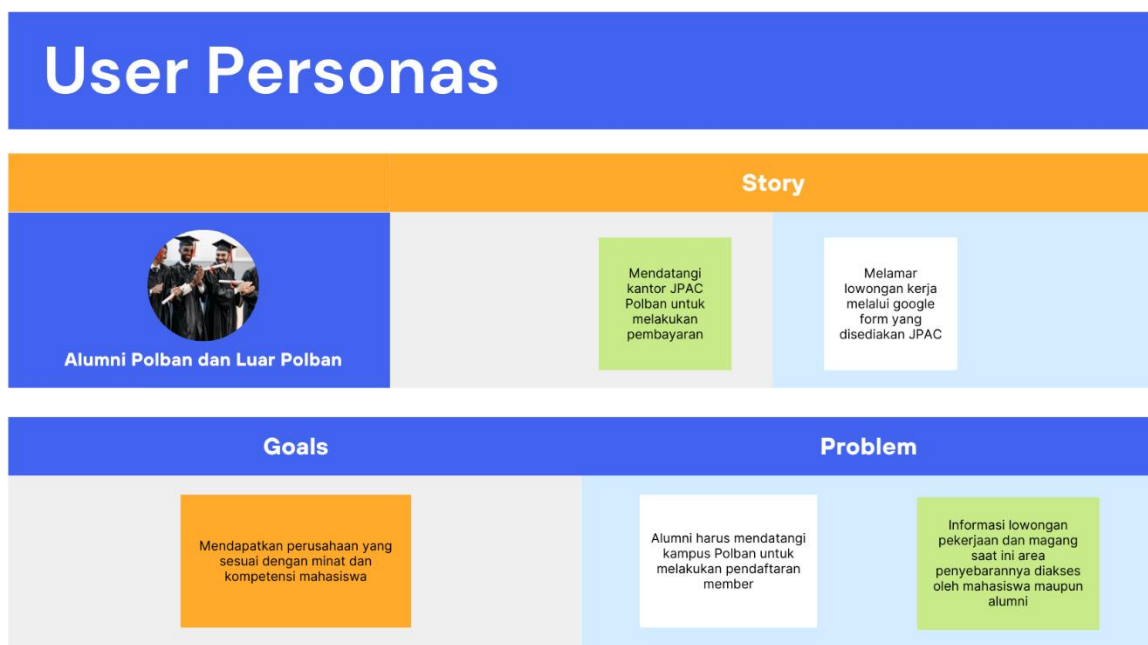 User Personas
Story
Alumni Polban dan Luar Polban
Mendatangi
kantor JPAC
Polban untuk
melakukan
pembayaran
Melamar
lowongan kerja
melalui google
form yang
disediakan JPAC
Goals
Problem
Mendapatkan perusahaan yang
sesuai dengan minat dan
kompetensi mahasiswa
Alumni harus mendatangi
kampus Polban untuk
melakukan pendaftaran
member
Informasi lowongan
pekerjaan dan magang
saat ini area
penyebarannya diakses
oleh mahasiswa maupun
alumni